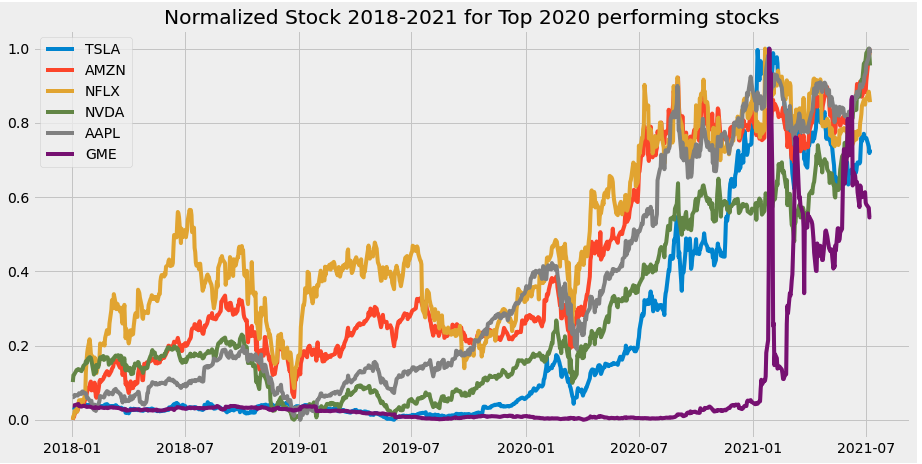 Normalized Stock 2018-2021 for Top 2020 performing stocks
TSLA
AMZN
NFLX
NVDA
AAPL
GME
1.0
0.8
0.6
0.4
0.2
0.0
2018-01 2018-07 2019-01 2019-07 2020-01 2020-07 2021-01 2021-07